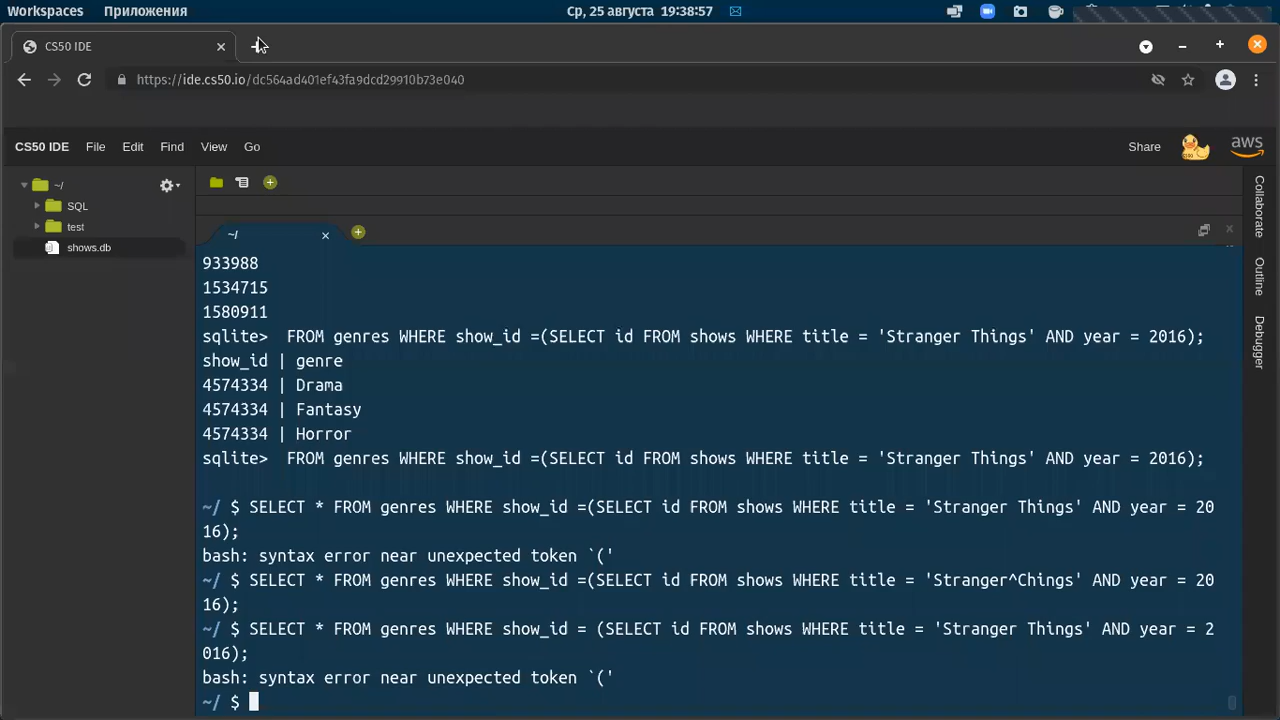 Workspaces Приложения Ср, 25 августа 19:38:57
CS50 IDE
https://ide.cs50.io/dc564ad401ef43fa9dcd29910b73e040
CS50 IDE File Edit Find View Go Share aws
~/
SQL
test
shows.db
~/
933988
1534715
1580911
sqlite>  FROM genres WHERE show_id =(SELECT id FROM shows WHERE title = 'Stranger Things' AND year = 2016);
show_id | genre
4574334 | Drama
4574334 | Fantasy
4574334 | Horror
sqlite>  FROM genres WHERE show_id =(SELECT id FROM shows WHERE title = 'Stranger Things' AND year = 2016);
~/ $ SELECT * FROM genres WHERE show_id =(SELECT id FROM shows WHERE title = 'Stranger Things' AND year = 20
16);
bash: syntax error near unexpected token `('
~/ $ SELECT * FROM genres WHERE show_id =(SELECT id FROM shows WHERE title = 'Stranger^Chings' AND year = 20
16);
~/ $ SELECT * FROM genres WHERE show_id = (SELECT id FROM shows WHERE title = 'Stranger Things' AND year = 2
016);
bash: syntax error near unexpected token `('
~/ $
Collaborate
Outline
Debugger